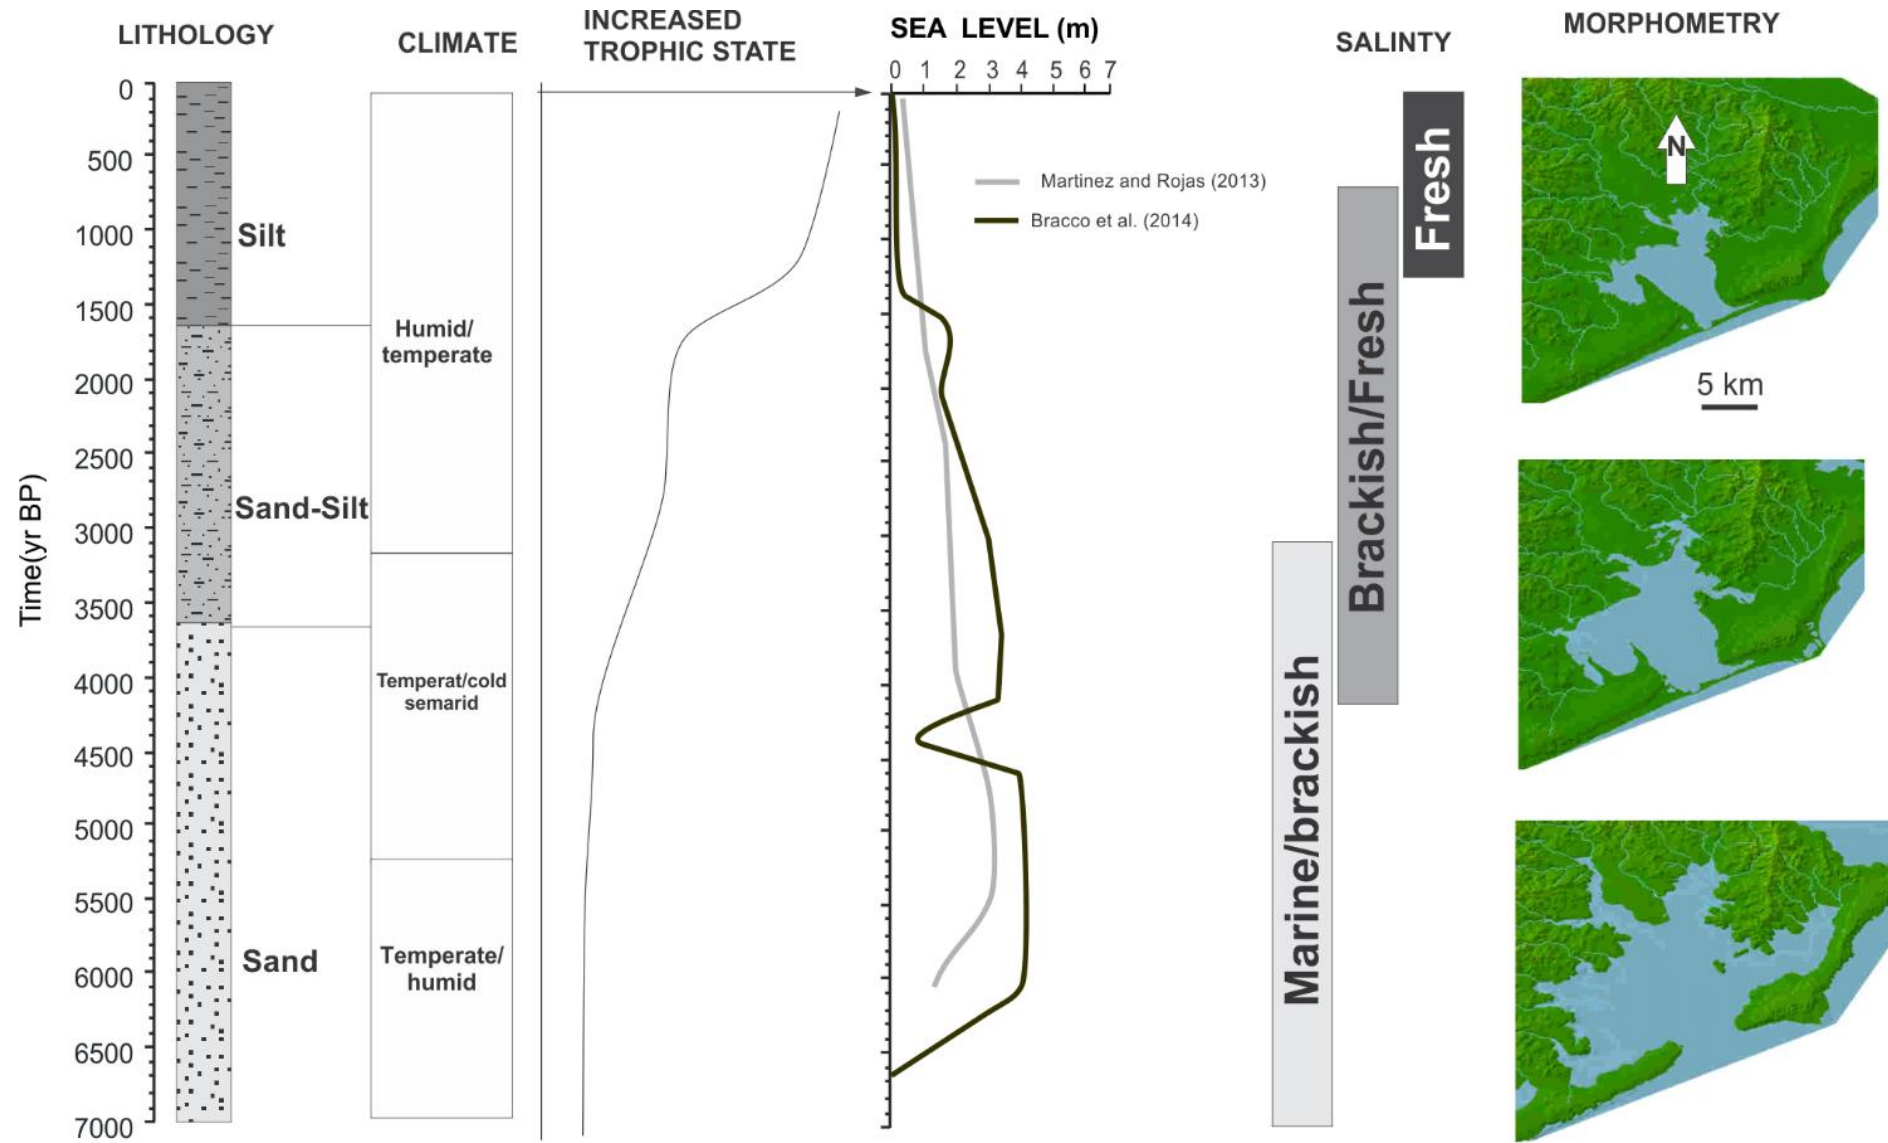 LITHOLOGY
CLIMATE
INCREASED
TROPHIC STATE
SEA LEVEL (m)
SALINTY
MORPHOMETRY
0 1 2 3 4 5 6 7
Time(yr BP)
0
500
1000
1500
2000
2500
3000
3500
4000
4500
5000
5500
6000
6500
7000
Silt
Sand-Silt
Sand
Humid/
temperate
Temperat/cold
semarid
Temperate/
humid
Martinez and Rojas (2013)
Bracco et al. (2014)
Marine/brackish
Brackish/Fresh
Fresh
N
5 km